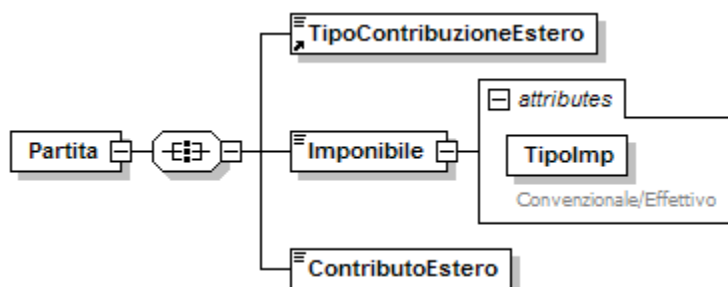 TipoContribuzioneEstero
attributes
Partita
Imponibile
TipoImp
Convenzionale/Effettivo
ContributoEstero